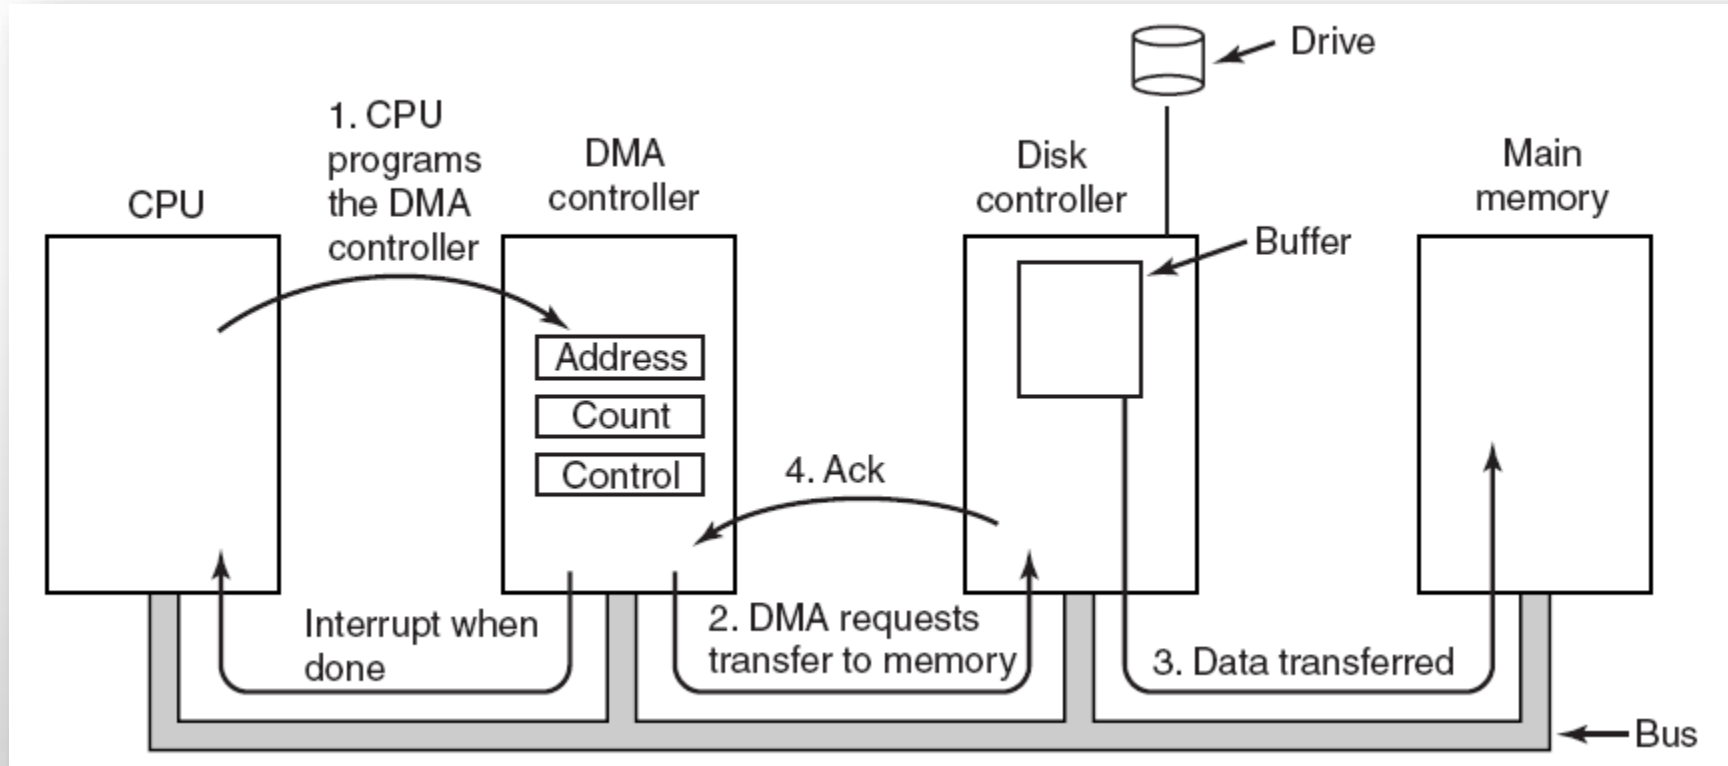 Drive
1. CPU
programs
the DMA
controller
CPU
DMA
controller
Disk
controller
Main
memory
Buffer
Address
Count
Control
4. Ack
Interrupt when
done
2. DMA requests
transfer to memory
3. Data transferred
Bus